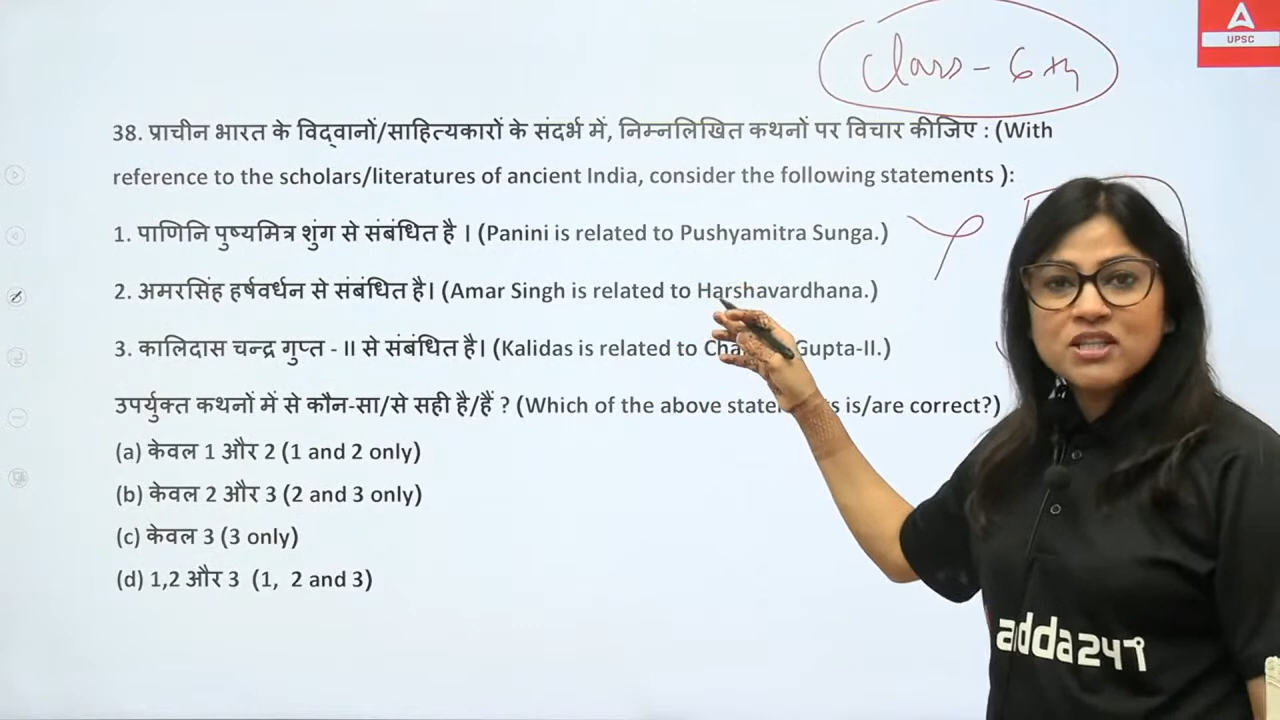 UPSC
Class - 6th
38. प्राचीन भारत के विद्वानों/साहित्यकारों के संदर्भ में, निम्नलिखित कथनों पर विचार कीजिए : (With
reference to the scholars/literatures of ancient India, consider the following statements ):
1. पाणिनि पुष्यमित्र शुंग से संबंधित है । (Panini is related to Pushyamitra Sunga.)
2. अमरसिंह हर्षवर्धन से संबंधित है। (Amar Singh is related to Harshavardhana.)
3. कालिदास चन्द्र गुप्त - II से संबंधित है। (Kalidas is related to Gupta-II.)
उपर्युक्त कथनों में से कौन-सा/से सही है/हैं ? (Which of the above is/are correct?)
(a) केवल 1 और 2 (1 and 2 only)
(b) केवल 2 और 3 (2 and 3 only)
(c) केवल 3 (3 only)
(d) 1,2 और 3 (1, 2 and 3)
adda247